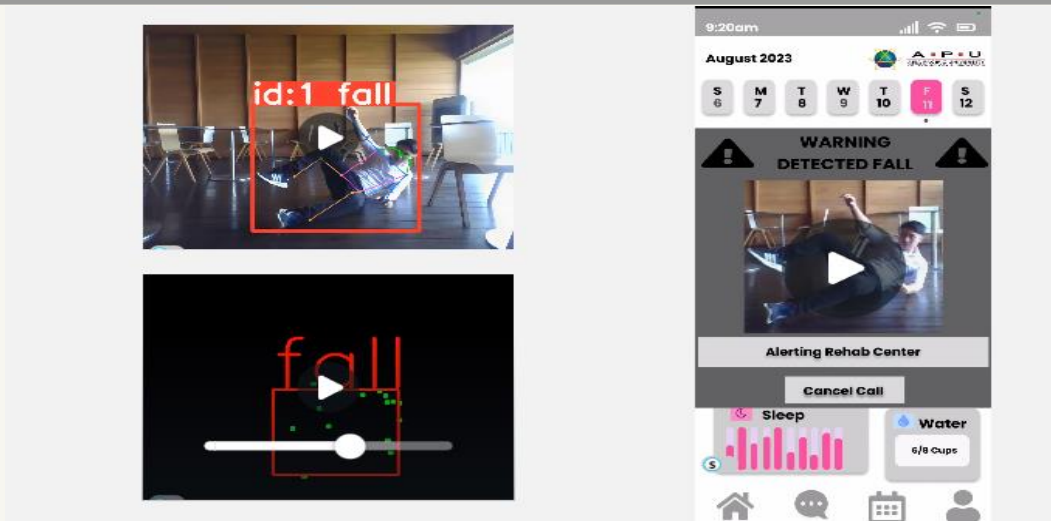 id:1 fall
fall
9:20am
August 2023
A•P•U
S M T W T F S
6 7 8 9 10 11 12
WARNING
DETECTED FALL
Alerting Rehab Center
Cancel Call
Sleep
Water
6/8 Cups
S